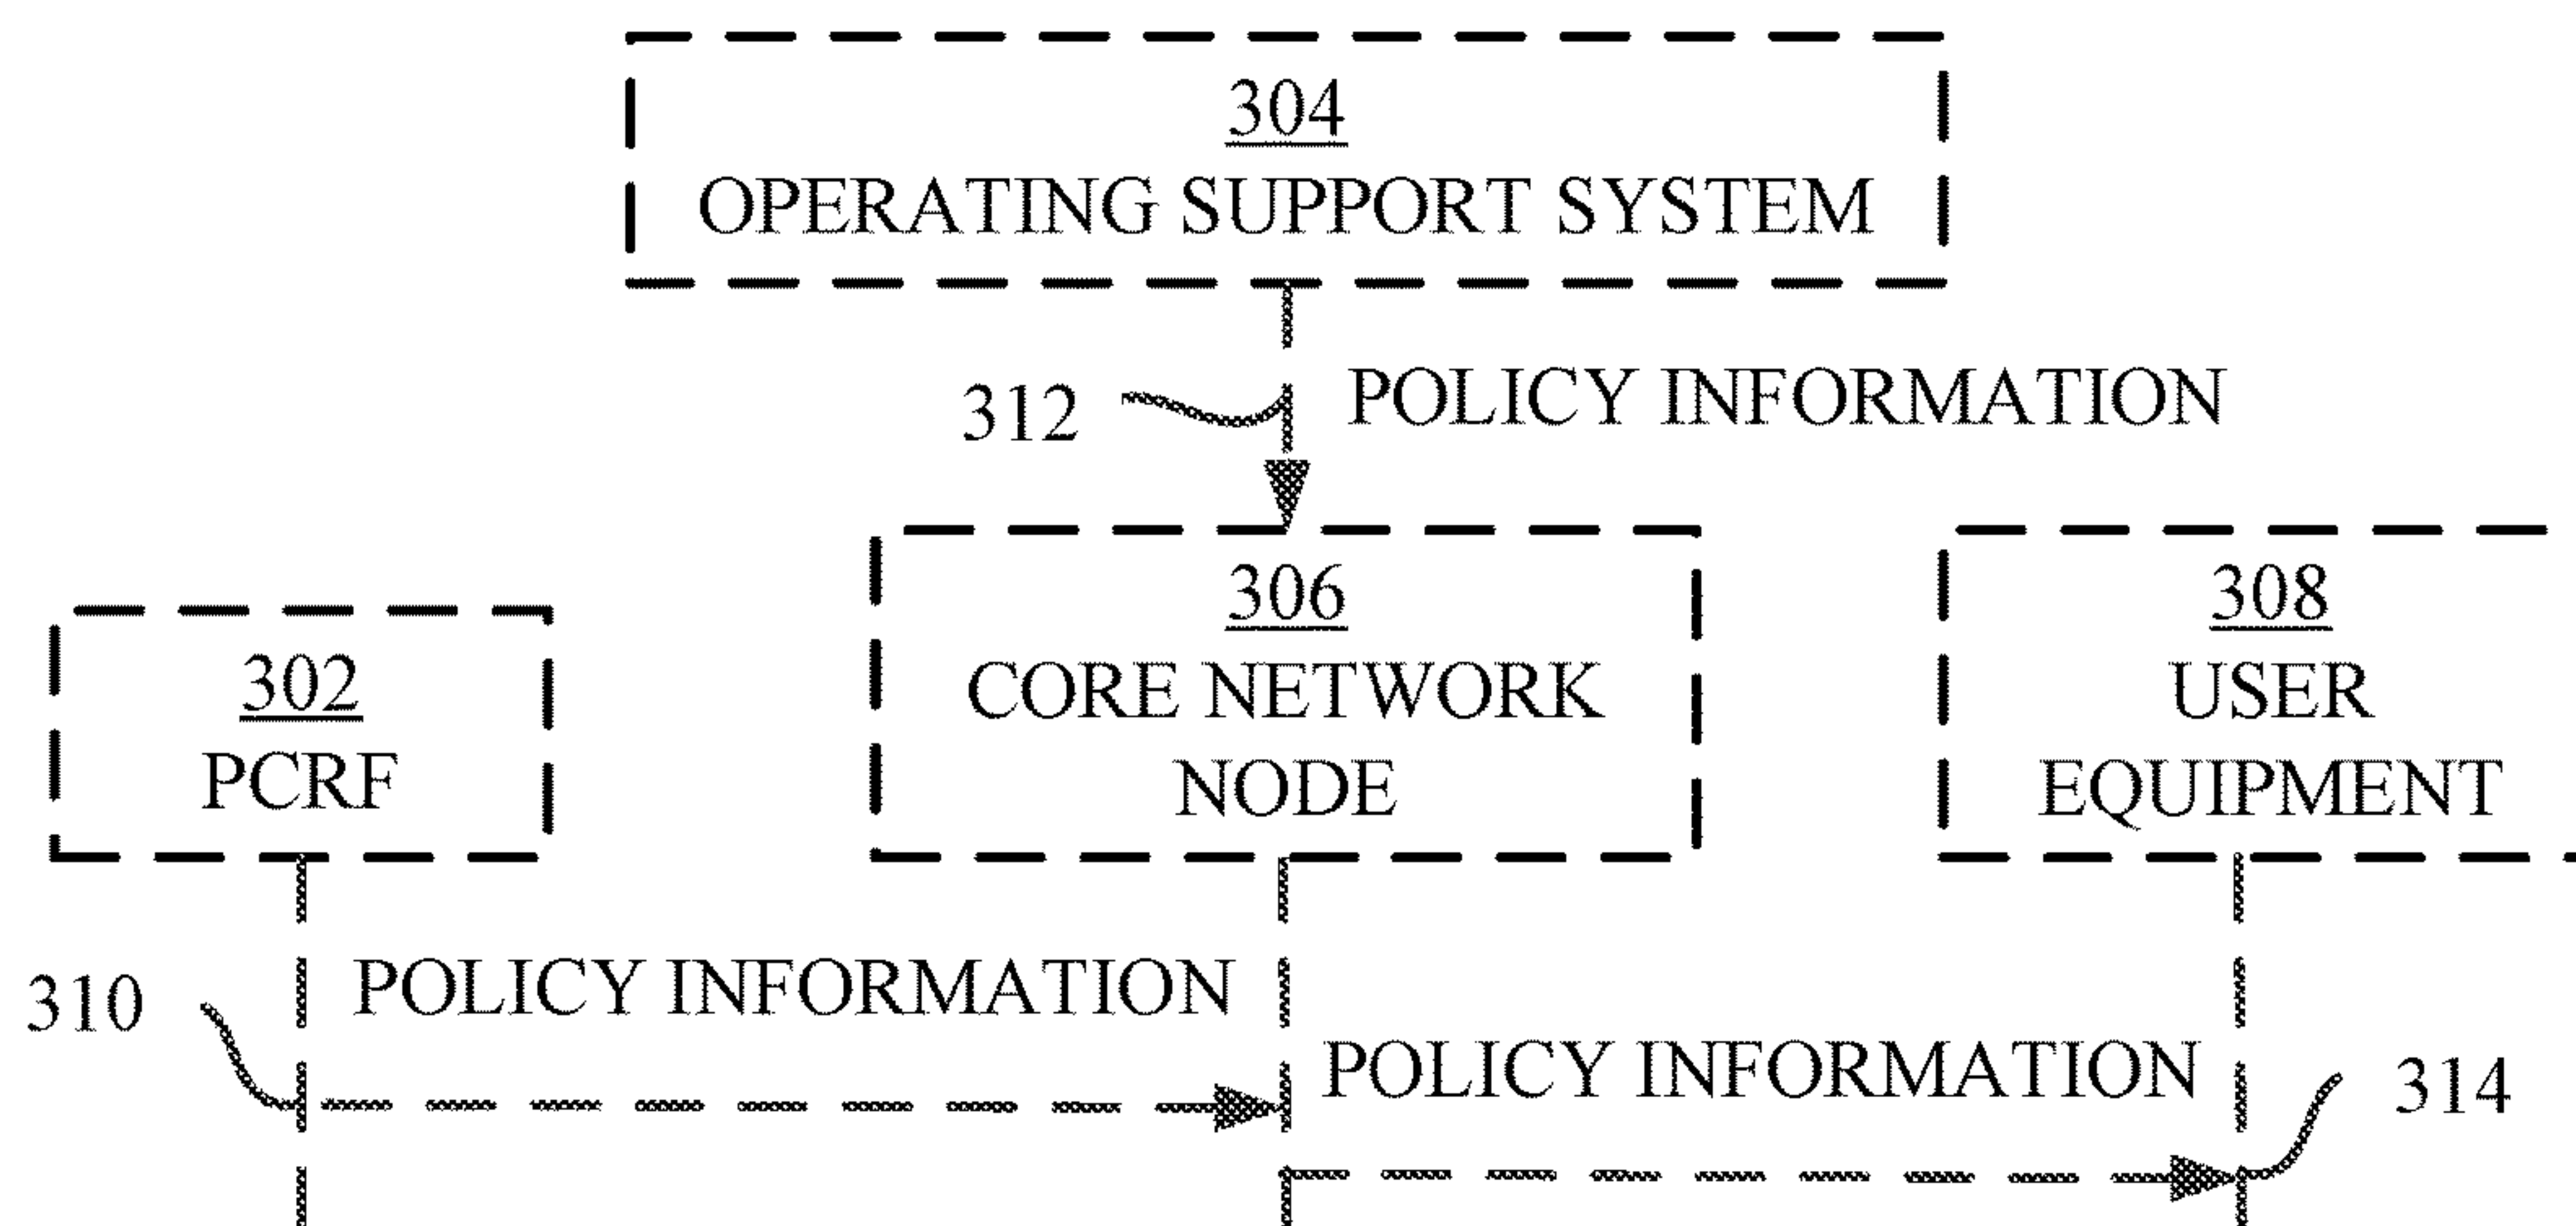 304
OPERATING SUPPORT SYSTEM
312
POLICY INFORMATION
302
PCRF
306
CORE NETWORK
NODE
308
USER
EQUIPMENT
310
POLICY INFORMATION
POLICY INFORMATION
314